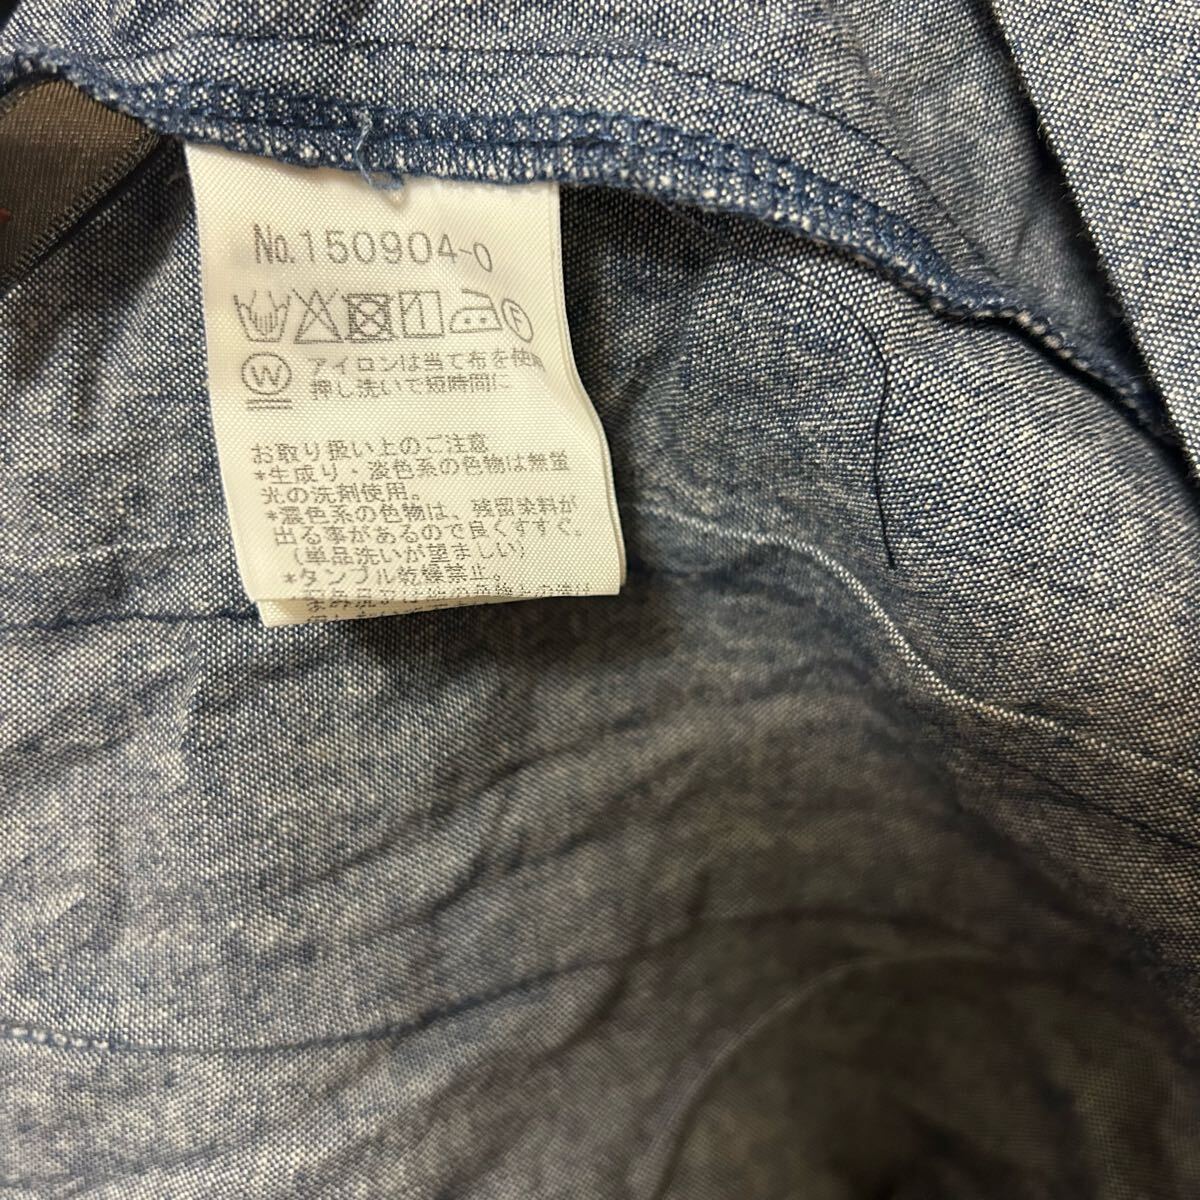 No.150904-0
F
W
アイロンは当て布を使用
押し洗いで短時間に
お取り扱い上のご注意
*生成り・淡色系の色物は無蛍
光の洗剤使用。
*濃色系の色物は、残留染料が
出る事があるので良くすすぐ。
(単品洗いが望ましい)
*タンブル乾燥禁止。